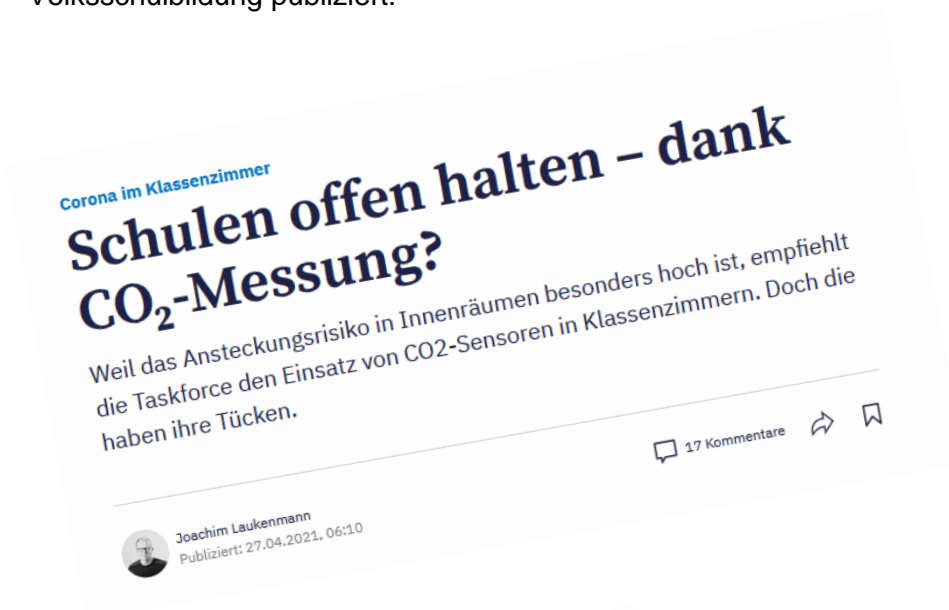 Volksschulbildung publiziert.
Corona im Klassenzimmer
Schulen offen halten – dank
CO₂-Messung?
Weil das Ansteckungsrisiko in Innenräumen besonders hoch ist, empfiehlt
die Taskforce den Einsatz von CO2-Sensoren in Klassenzimmern. Doch die
haben ihre Tücken.
17 Kommentare
Joachim Laukenmann
Publiziert: 27.04.2021, 06:10